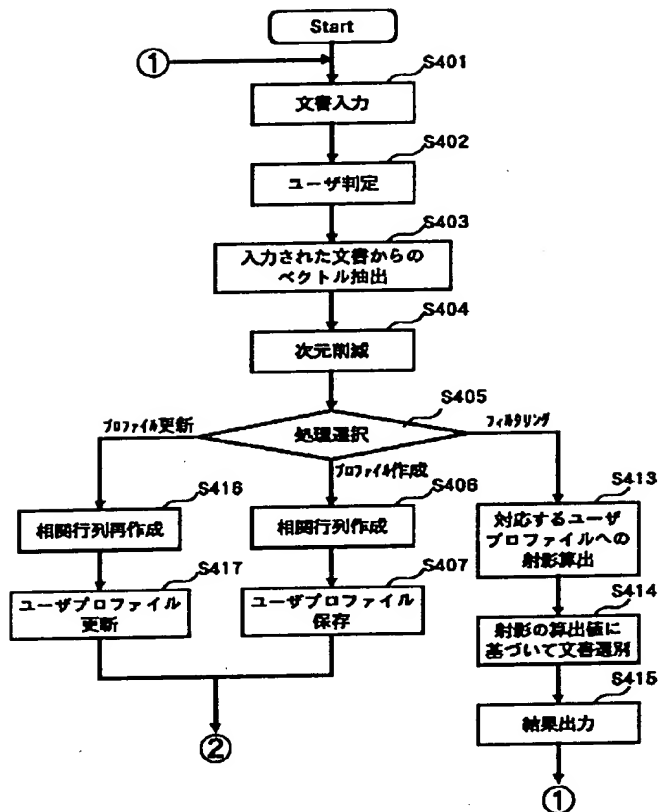 Start
①
S401
文書入力
S402
ユーザ判定
S403
入力された文書からの
ベクトル抽出
S404
次元削減
S405
処理選択
プロファイル更新
プロファイル作成
フィルタリング
S416
相関行列再作成
S417
ユーザプロファイル
更新
S406
相関行列作成
S407
ユーザプロファイル
保存
②
S413
対応するユーザ
プロファイルへの
射影算出
S414
射影の算出値に
基づいて文書選別
S415
結果出力
①